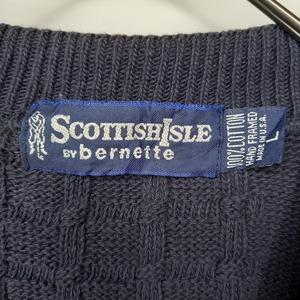 SCOTTISHISLE
BY bernette
100% COTTON
HAND FRAMED
MADE IN U.S.A.
L